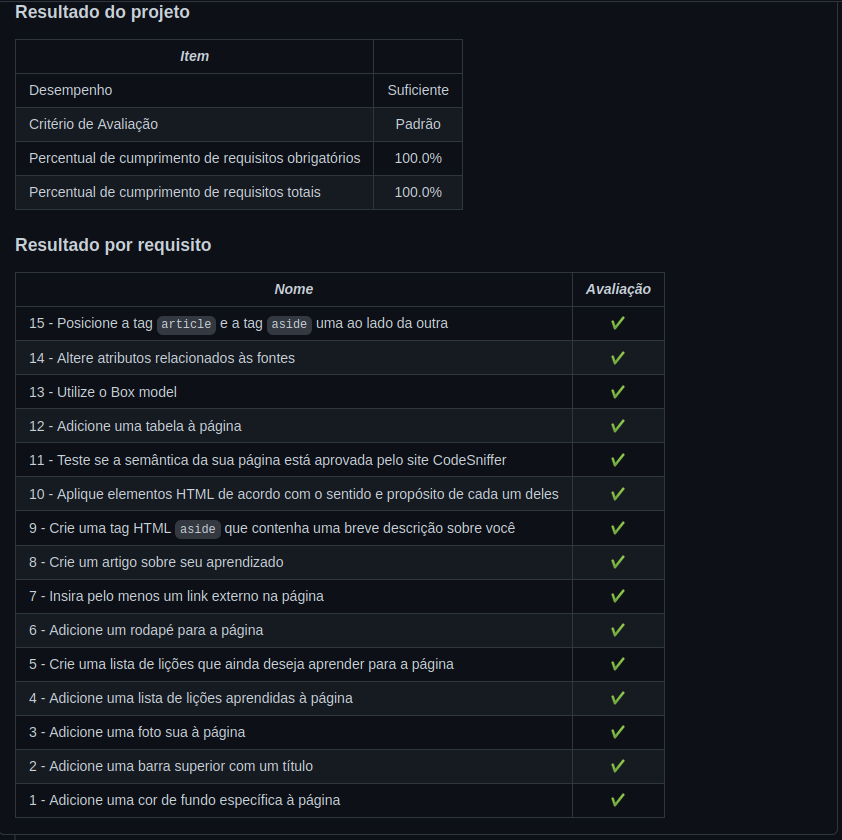 Resultado do projeto
Item
Desempenho Suficiente
Critério de Avaliação Padrão
Percentual de cumprimento de requisitos obrigatórios 100.0%
Percentual de cumprimento de requisitos totais 100.0%
Resultado por requisito
Nome Avaliação
15 - Posicione a tag article e a tag aside uma ao lado da outra ✔
14 - Altere atributos relacionados às fontes ✔
13 - Utilize o Box model ✔
12 - Adicione uma tabela à página ✔
11 - Teste se a semântica da sua página está aprovada pelo site CodeSniffer ✔
10 - Aplique elementos HTML de acordo com o sentido e propósito de cada um deles ✔
9 - Crie uma tag HTML aside que contenha uma breve descrição sobre você ✔
8 - Crie um artigo sobre seu aprendizado ✔
7 - Insira pelo menos um link externo na página ✔
6 - Adicione um rodapé para a página ✔
5 - Crie uma lista de lições que ainda deseja aprender para a página ✔
4 - Adicione uma lista de lições aprendidas à página ✔
3 - Adicione uma foto sua à página ✔
2 - Adicione uma barra superior com um título ✔
1 - Adicione uma cor de fundo específica à página ✔